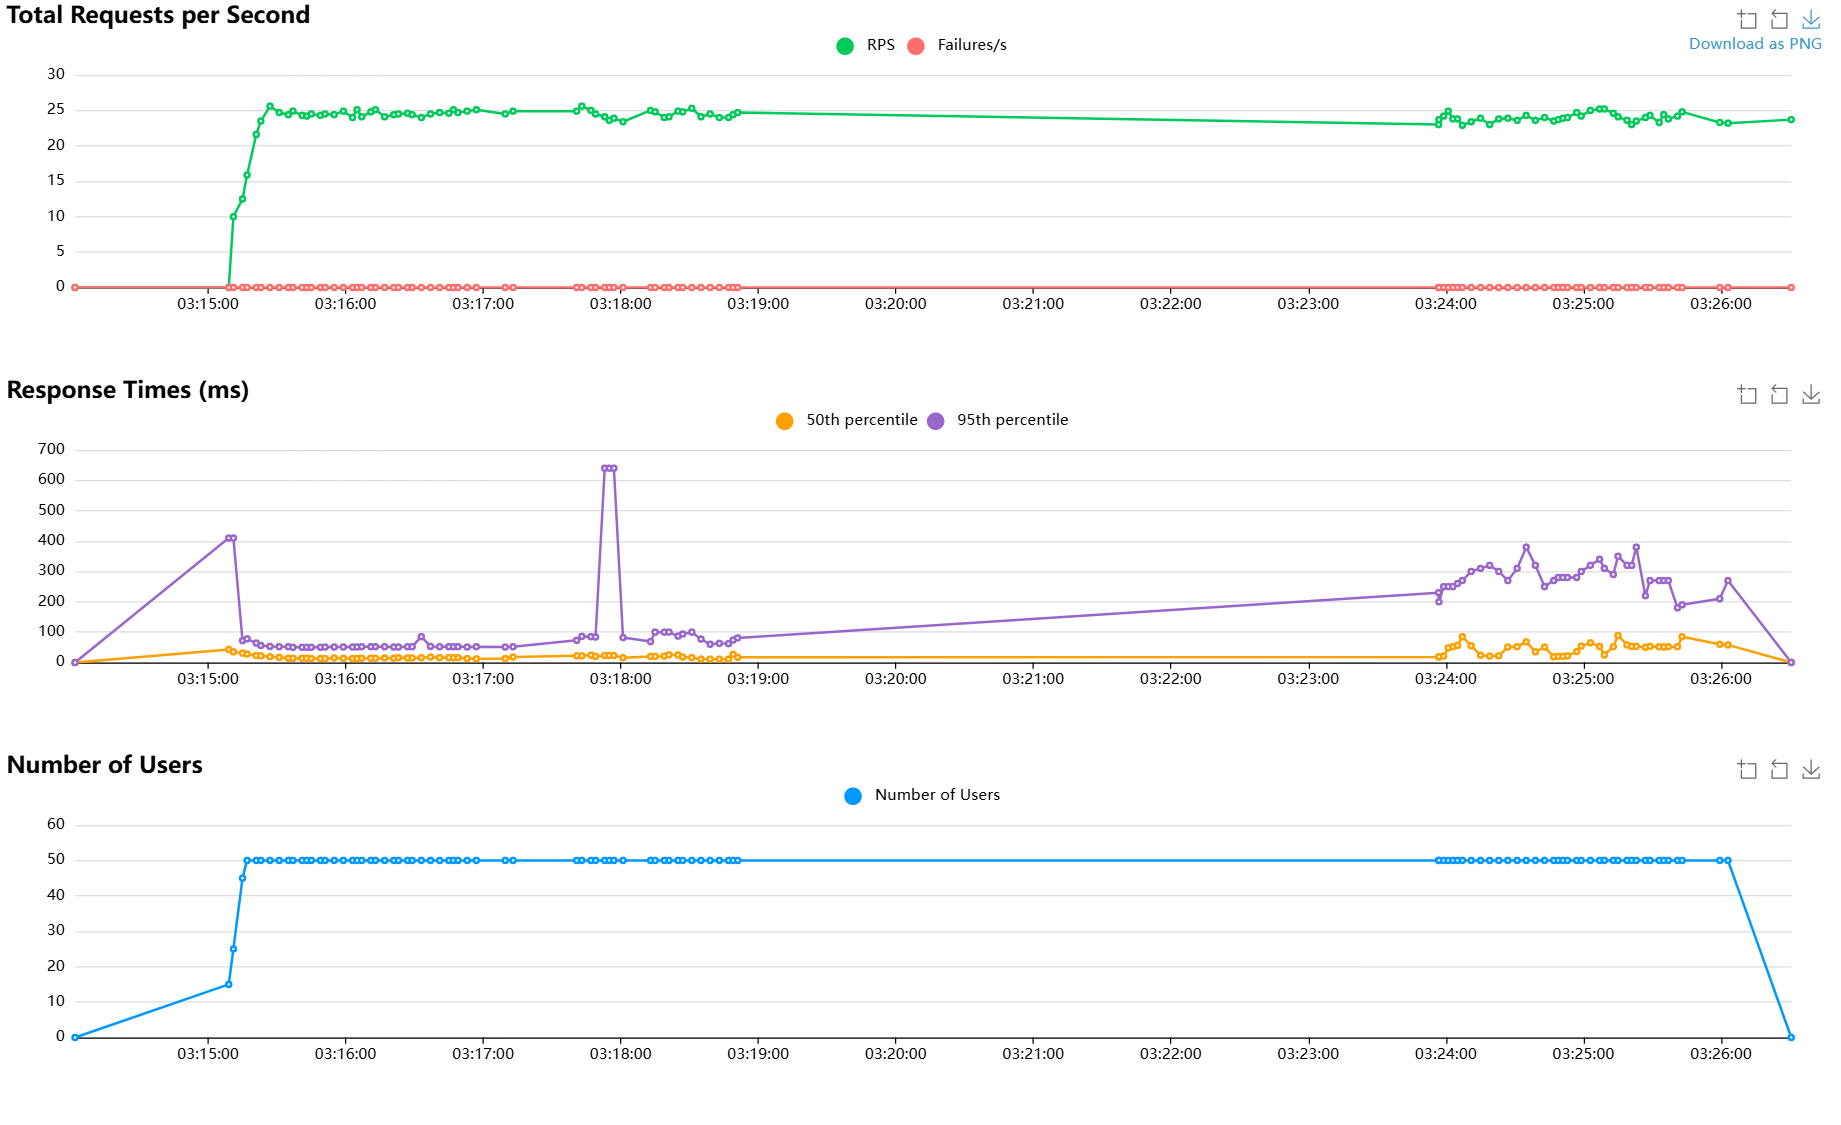 Total Requests per Second
RPS Failures/s
Download as PNG
30
25
20
15
10
5
0
03:15:00 03:16:00 03:17:00 03:18:00 03:19:00 03:20:00 03:21:00 03:22:00 03:23:00 03:24:00 03:25:00 03:26:00
Response Times (ms)
50th percentile 95th percentile
700
600
500
400
300
200
100
0
03:15:00 03:16:00 03:17:00 03:18:00 03:19:00 03:20:00 03:21:00 03:22:00 03:23:00 03:24:00 03:25:00 03:26:00
Number of Users
Number of Users
60
50
40
30
20
10
0
03:15:00 03:16:00 03:17:00 03:18:00 03:19:00 03:20:00 03:21:00 03:22:00 03:23:00 03:24:00 03:25:00 03:26:00